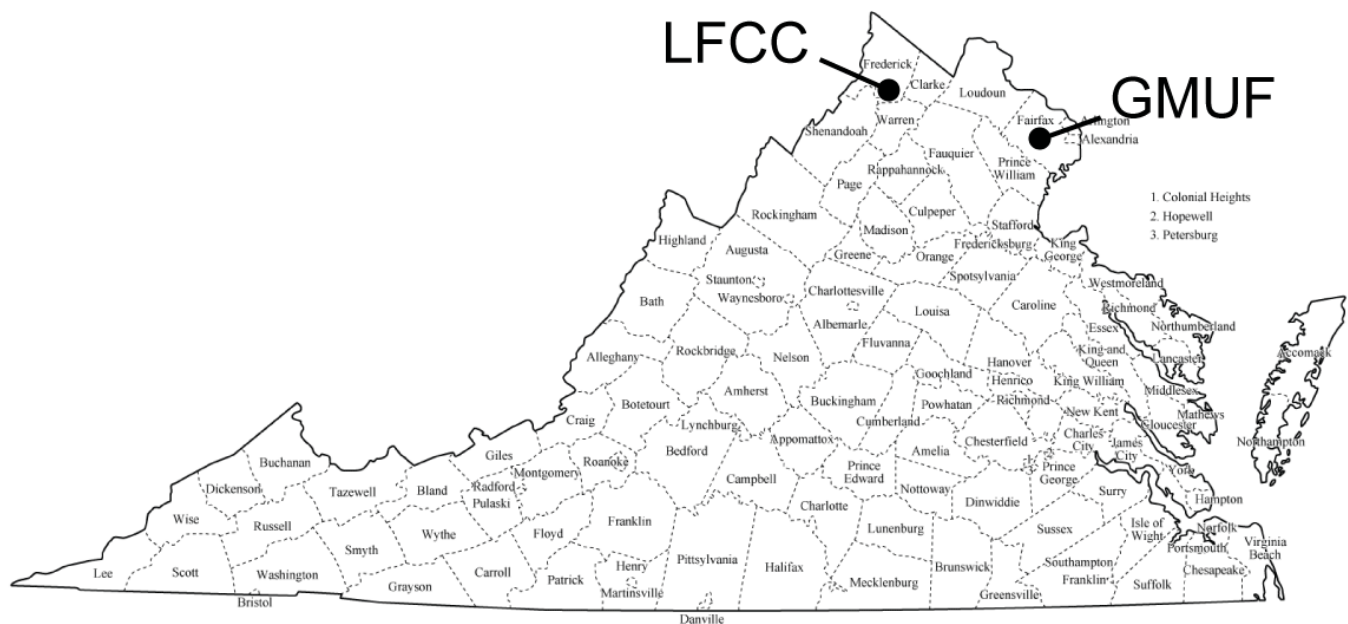 LFCC
GMUF
Frederick
Clarke
Loudoun
Fairfax
Arlington
Alexandria
Warren
Shenandoah
Fauquier
Prince
William
Rappahannock
Page
1. Colonial Heights
2. Hopewell
3. Petersburg
Rockingham
Culpeper
Madison
Stafford
Highland
Augusta
Greene
Orange
Fredericksburg
King
George
Spotsylvania
Staunton
Waynesboro
Charlottesville
Westmoreland
Bath
Caroline
Richmond
Louisa
Albemarle
Essex
Northumberland
Fluvanna
Alleghany
Rockbridge
Nelson
Hanover
King and
Queen
Lancaster
Accomack
Goochland
Henrico
King William
Amherst
Buckingham
Powhatan
Richmond
Middlesex
Botetourt
New Kent
Mathews
Craig
Lynchburg
Cumberland
Gloucester
Appomattox
Chesterfield
Charles
City
James
City
Northampton
Giles
Bedford
Amelia
Buchanan
Roanoke
Montgomery
Prince
Edward
Prince
George
York
Campbell
Dickenson
Tazewell
Bland
Radford
Pulaski
Nottoway
Surry
Hampton
Charlotte
Dinwiddie
Wise
Russell
Wythe
Floyd
Franklin
Lunenburg
Sussex
Isle of
Wight
Norfolk
Smyth
Portsmouth
Virginia
Beach
Pittsylvania
Southampton
Lee
Scott
Washington
Carroll
Henry
Halifax
Brunswick
Chesapeake
Grayson
Patrick
Martinsville
Mecklenburg
Franklin
Suffolk
Greensville
Bristol
Danville